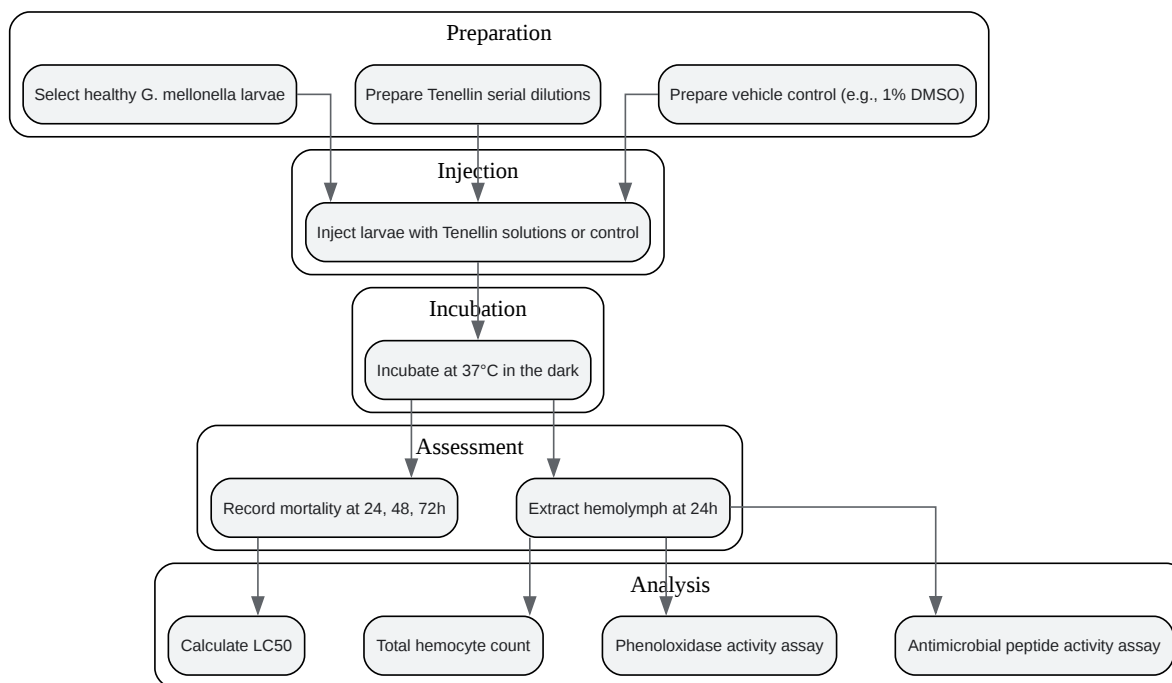 Preparation
Select healthy G. mellonella larvae
Prepare Tenellin serial dilutions
Prepare vehicle control (e.g., 1% DMSO)
Injection
Inject larvae with Tenellin solutions or control
Incubation
Incubate at 37°C in the dark
Assessment
Record mortality at 24, 48, 72h
Extract hemolymph at 24h
Analysis
Calculate LC50
Total hemocyte count
Phenoloxidase activity assay
Antimicrobial peptide activity assay